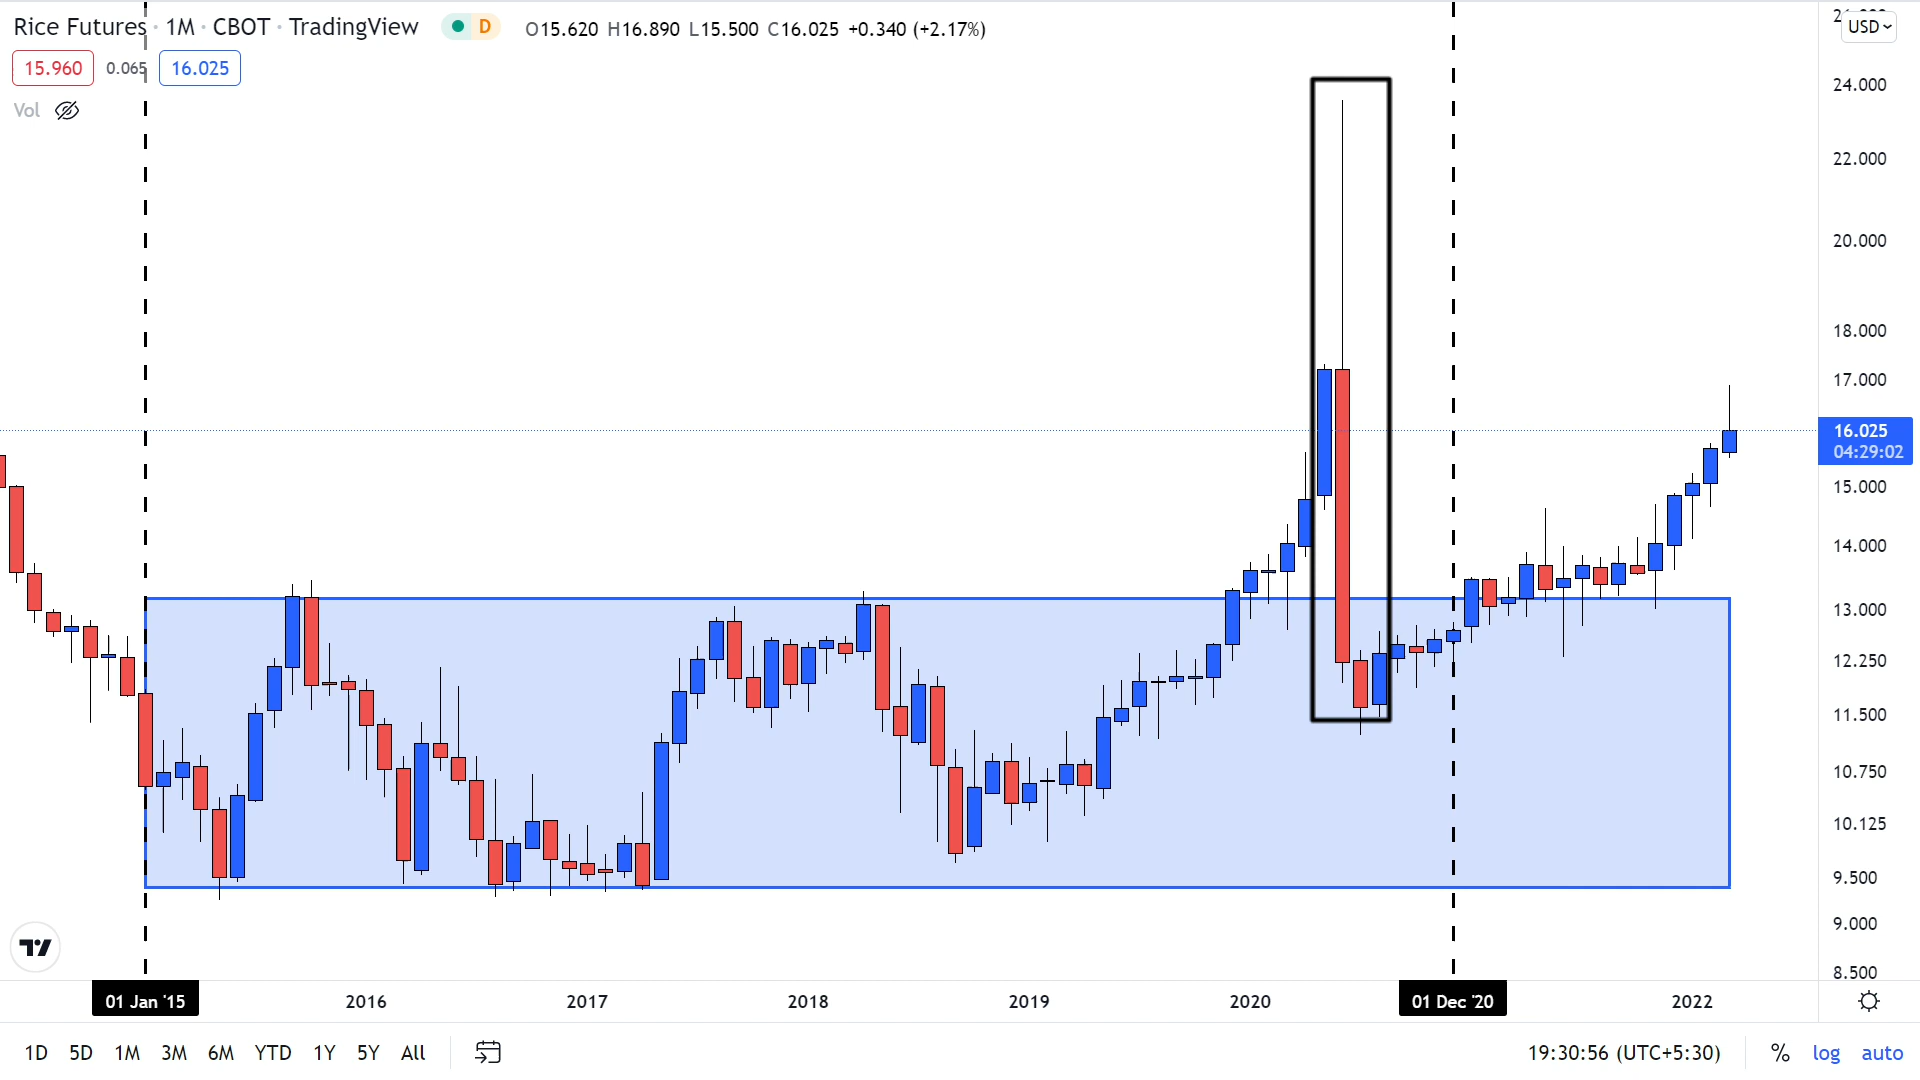 Rice Futures · 1M · CBOT · TradingView D O15.620 H16.890 L15.500 C16.025 +0.340 (+2.17%)
15.960 0.065 16.025
Vol
USD
24.000
22.000
20.000
18.000
17.000
16.025
04:29:02
15.000
14.000
13.000
12.250
11.500
10.750
10.125
9.500
9.000
8.500
01 Jan '15 2016 2017 2018 2019 2020 01 Dec '20 2022
1D 5D 1M 3M 6M YTD 1Y 5Y All 19:30:56 (UTC+5:30) % log auto